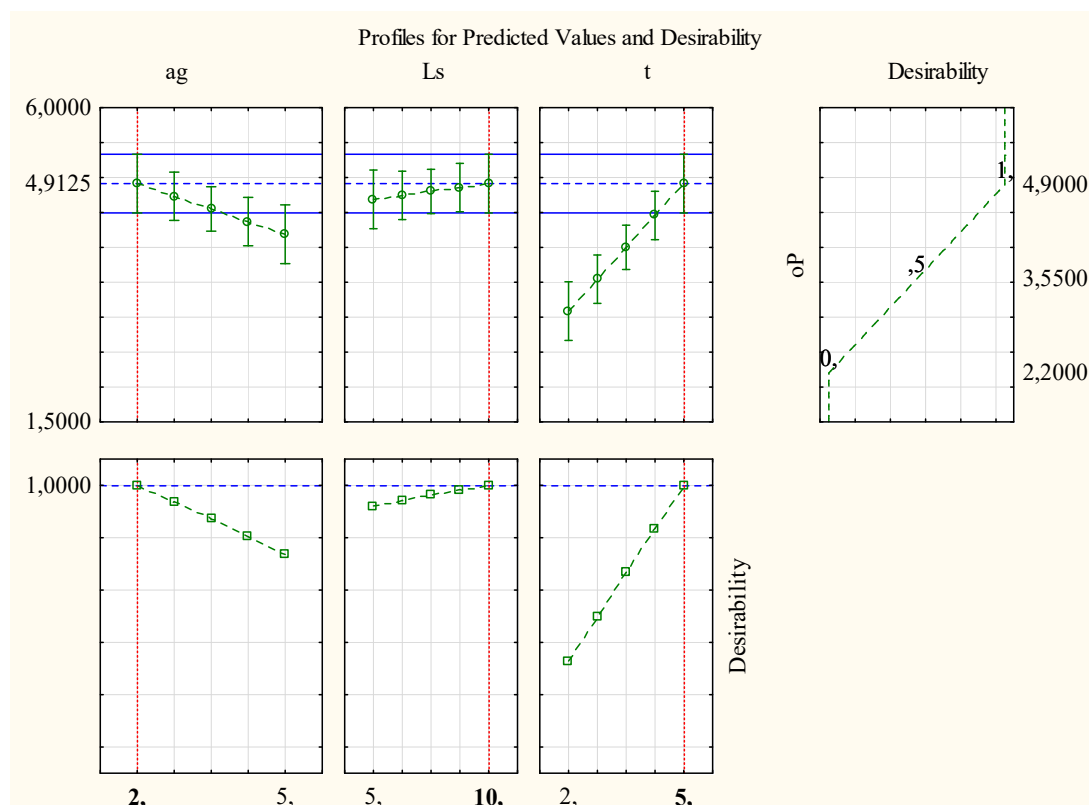 Profiles for Predicted Values and Desirability
ag Ls t Desirability
6,0000
4,9125
1,5000
1,
4,9000
,5
3,5500
0,
2,2000
oP
1,0000
Desirability
2, 5, 5, 10, 2, 5,